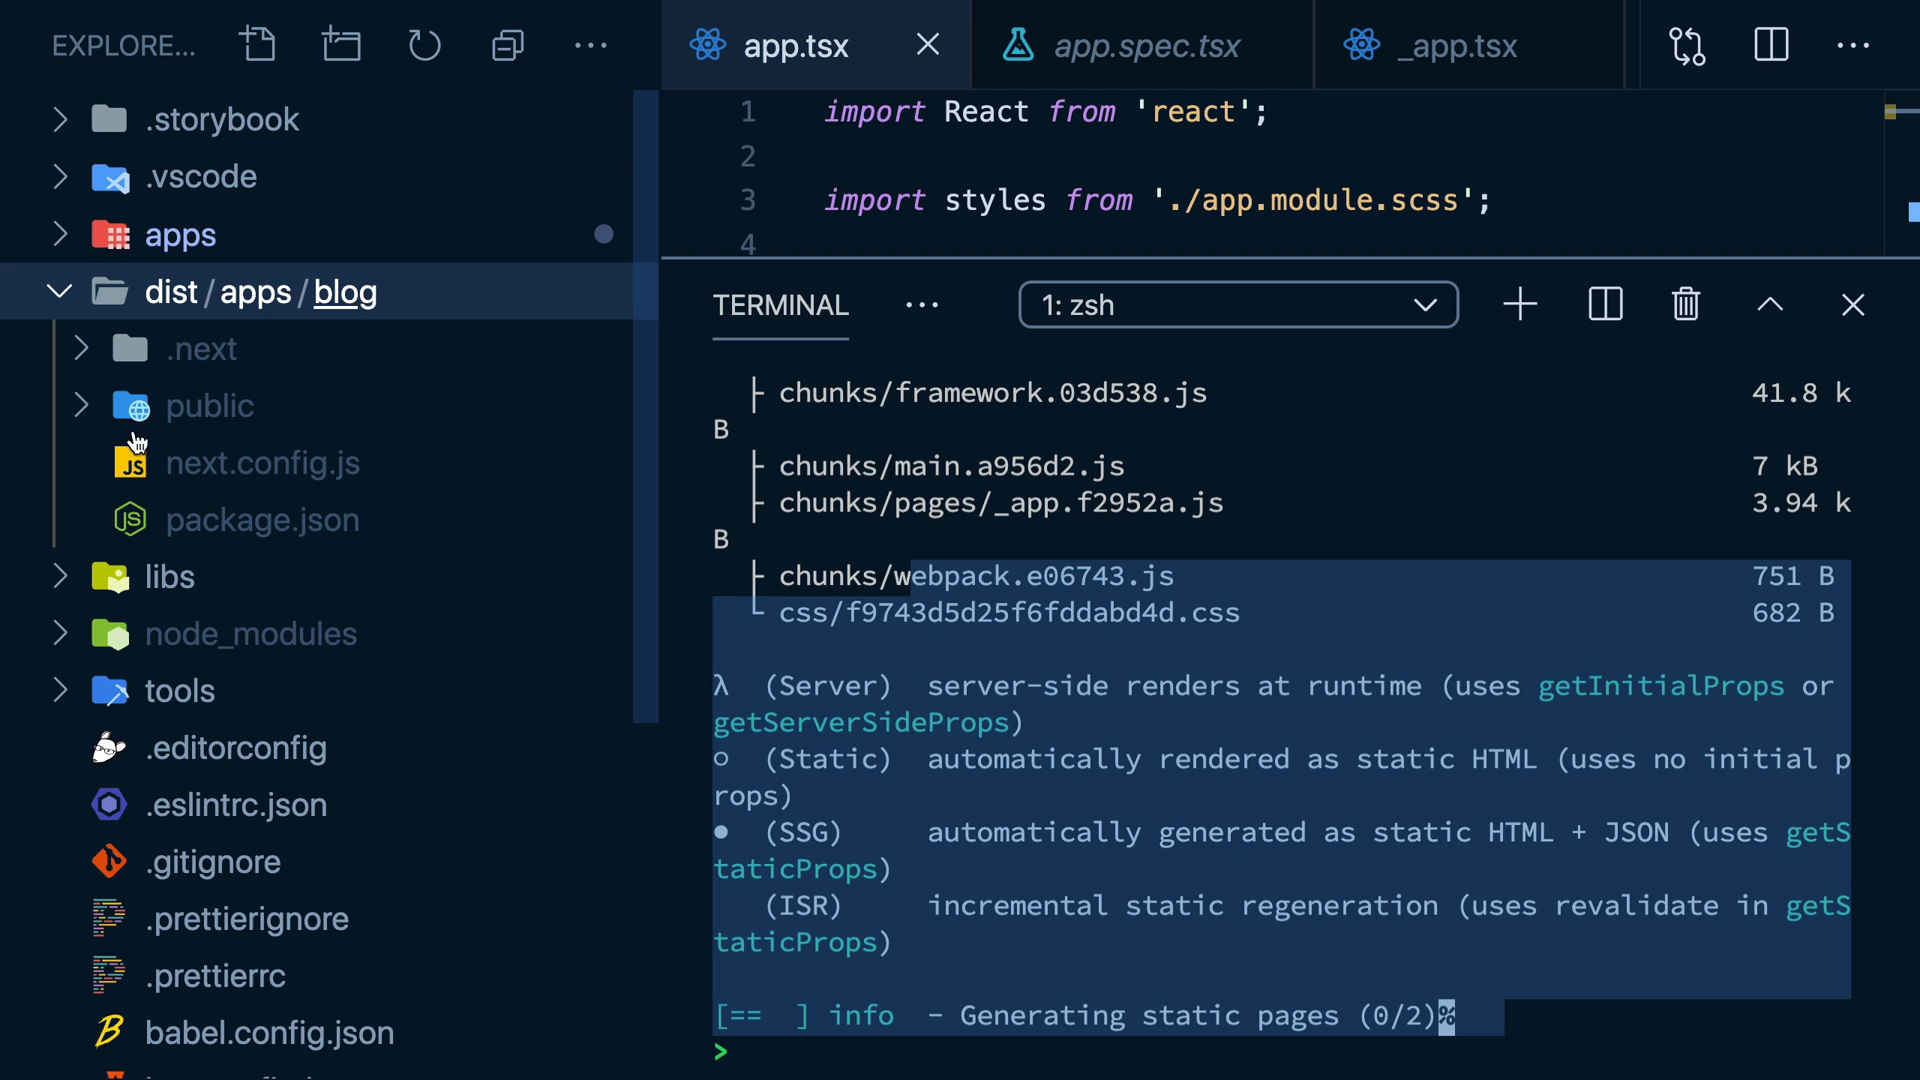 EXPLORE...
.storybook
.vscode
apps
dist / apps / blog
.next
public
next.config.js
package.json
libs
node_modules
tools
.editorconfig
.eslintrc.json
.gitignore
.prettierignore
.prettierrc
babel.config.json
app.tsx
app.spec.tsx
_app.tsx
1 import React from 'react';
2
3 import styles from './app.module.scss';
4
TERMINAL
1: zsh
├ chunks/framework.03d538.js 41.8 k
B
├ chunks/main.a956d2.js 7 kB
├ chunks/pages/_app.f2952a.js 3.94 k
B
├ chunks/webpack.e06743.js 751 B
└ css/f9743d5d25f6fddabd4d.css 682 B
λ (Server) server-side renders at runtime (uses getInitialProps or
getServerSideProps)
○ (Static) automatically rendered as static HTML (uses no initial p
rops)
● (SSG) automatically generated as static HTML + JSON (uses getS
taticProps)
(ISR) incremental static regeneration (uses revalidate in getS
taticProps)
[== ] info - Generating static pages (0/2)%
>